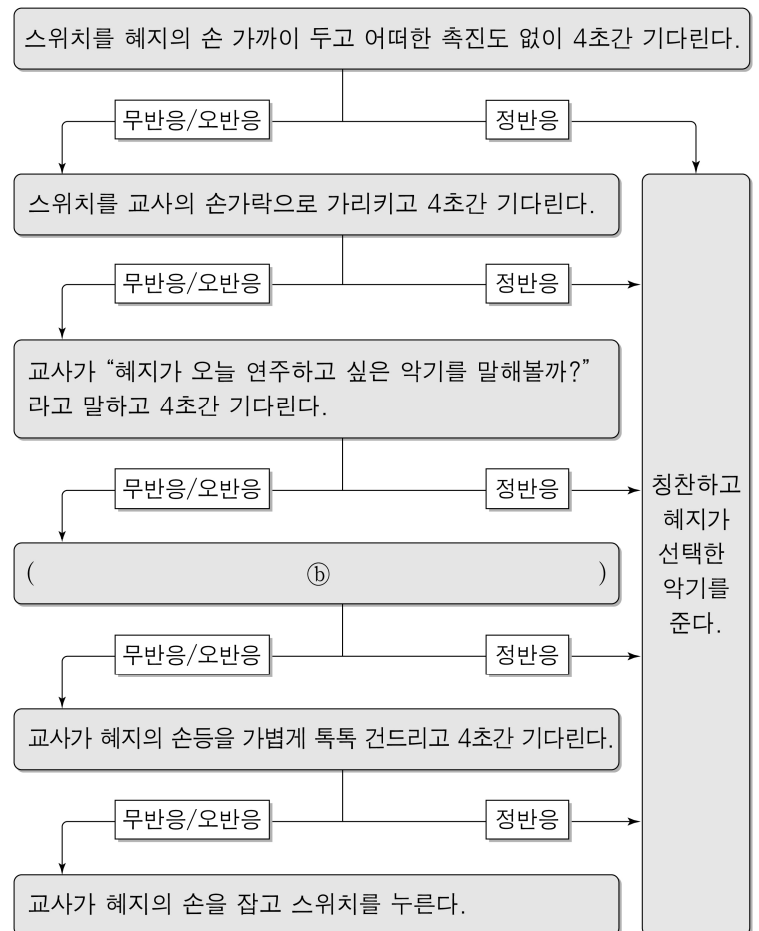 스위치를 혜지의 손 가까이 두고 어떠한 촉진도 없이 4초간 기다린다.
무반응/오반응
정반응
스위치를 교사의 손가락으로 가리키고 4초간 기다린다.
무반응/오반응
정반응
교사가 “혜지가 오늘 연주하고 싶은 악기를 말해볼까?”
라고 말하고 4초간 기다린다.
무반응/오반응
정반응
( ⓑ )
무반응/오반응
정반응
교사가 혜지의 손등을 가볍게 톡톡 건드리고 4초간 기다린다.
무반응/오반응
정반응
교사가 혜지의 손을 잡고 스위치를 누른다.
칭찬하고
혜지가
선택한
악기를
준다.